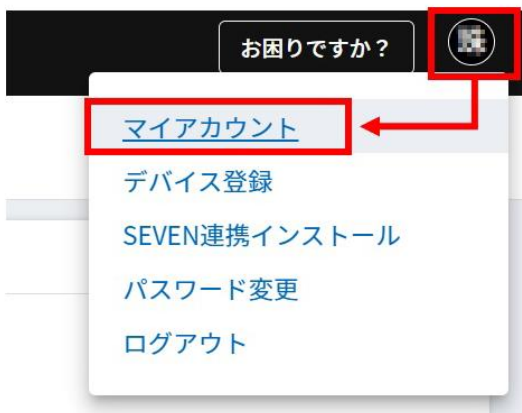 お困りですか？
マイアカウント
デバイス登録
SEVEN連携インストール
パスワード変更
ログアウト